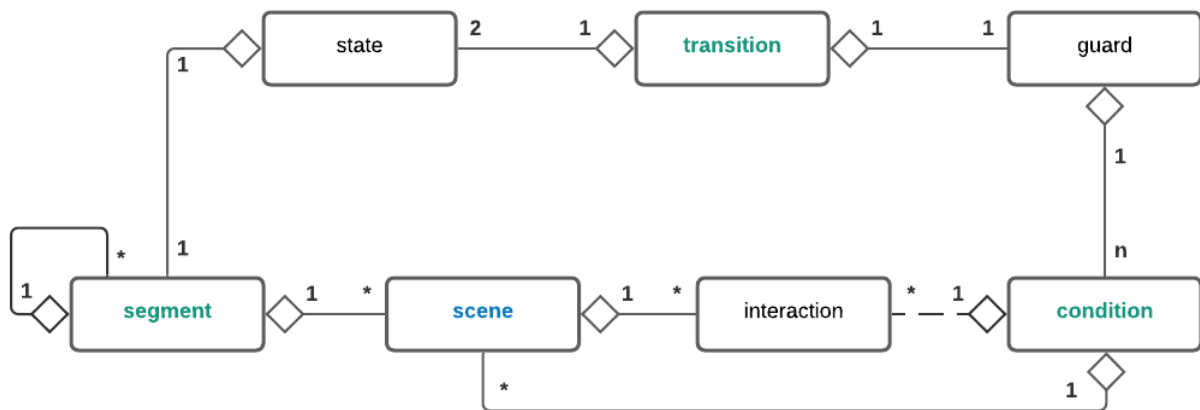 state
2
1
transition
1
1
guard
1
1
n
1
*
1
segment
1
*
scene
1
*
interaction
*
1
condition
*
1